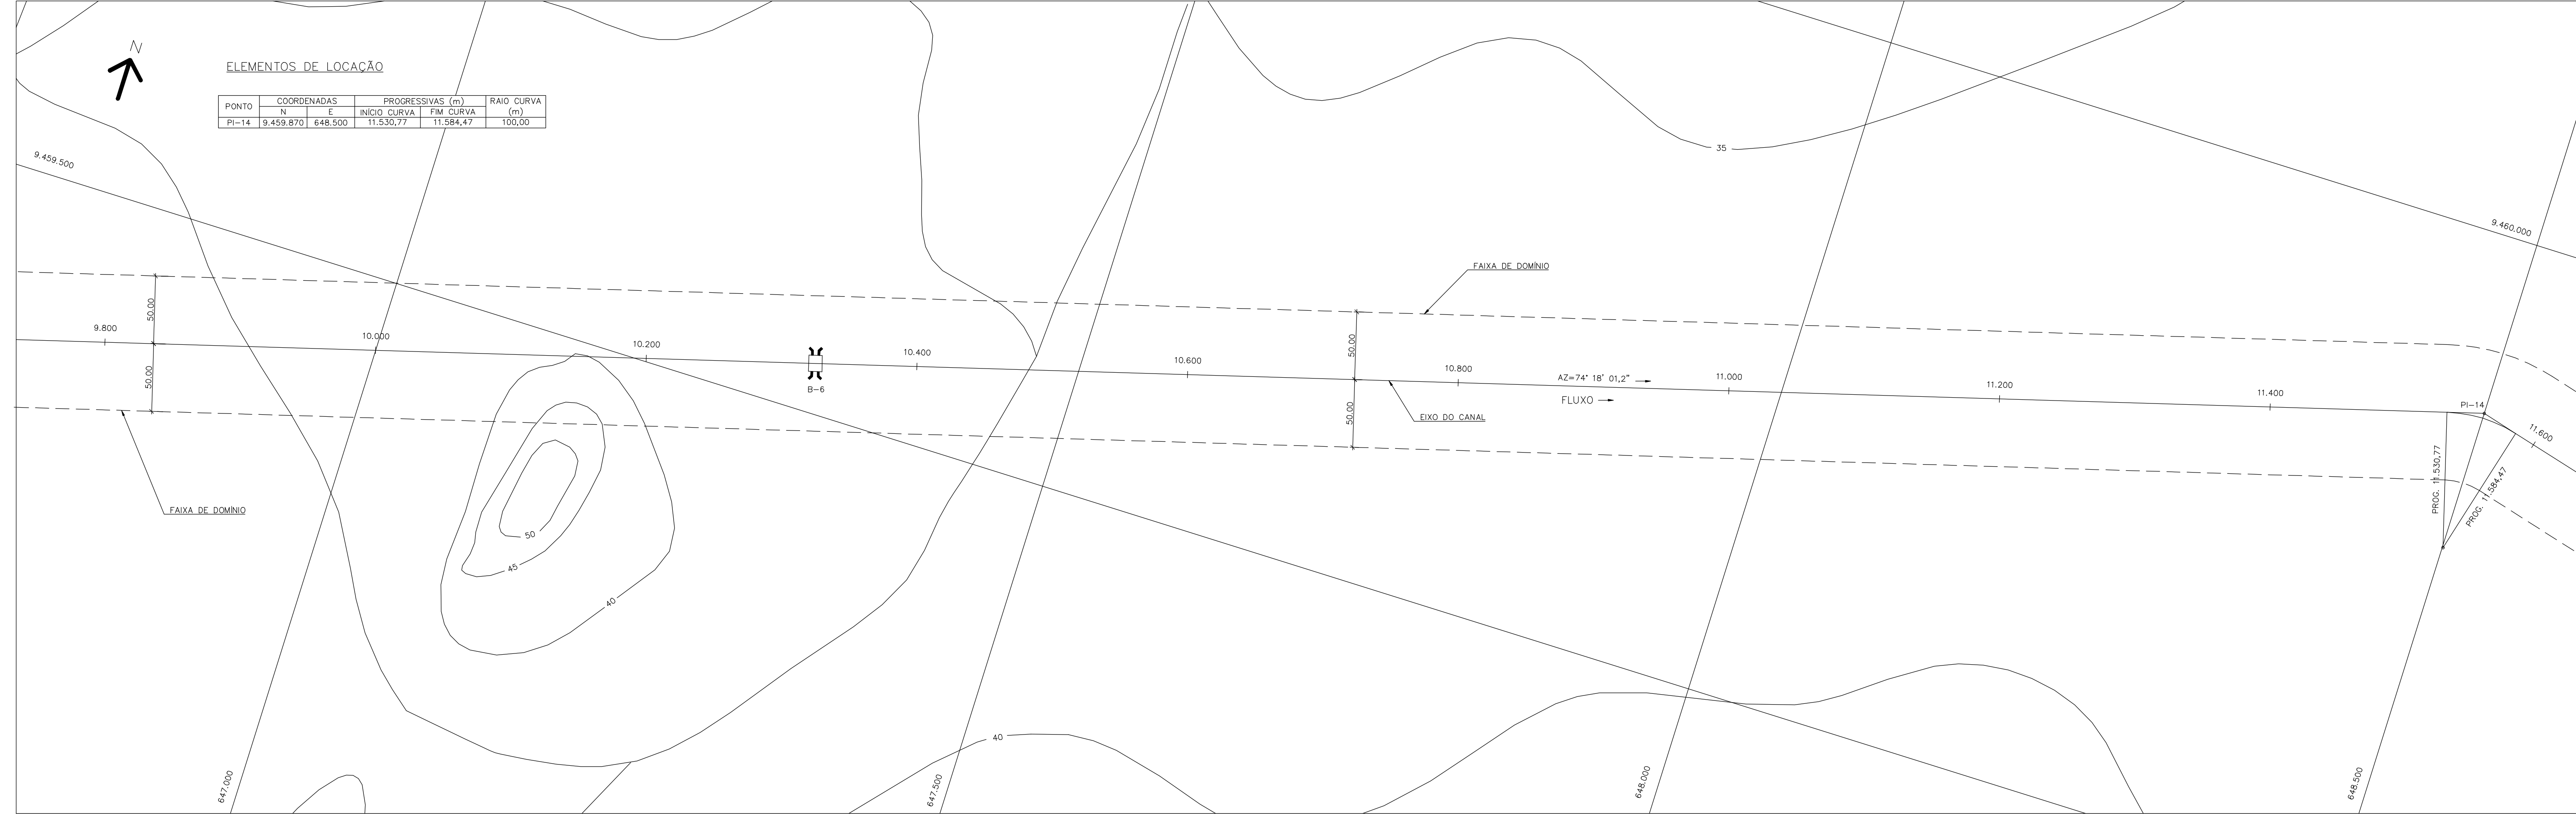 N
ELEMENTOS DE LOCAÇÃO
PONTO COORDENADAS PROGRESSIVAS (m) RAIO CURVA (m)
N E INÍCIO CURVA FIM CURVA
PI-14 9.459.870 648.500 11.530,77 11.584,47 100,00
35
9.459.500
9.460.000
FAIXA DE DOMÍNIO
50.00
50.00
9.800
10.000
10.200
10.400
10.600
10.800
11.000
11.200
11.400
11.600
50.00
50.00
B-6
AZ=74° 18' 01,2"
FLUXO
EIXO DO CANAL
PI-14
PROG. 11.530,77
PROG. 11.584,47
FAIXA DE DOMÍNIO
50
45
40
40
647.000
647.500
648.000
648.500